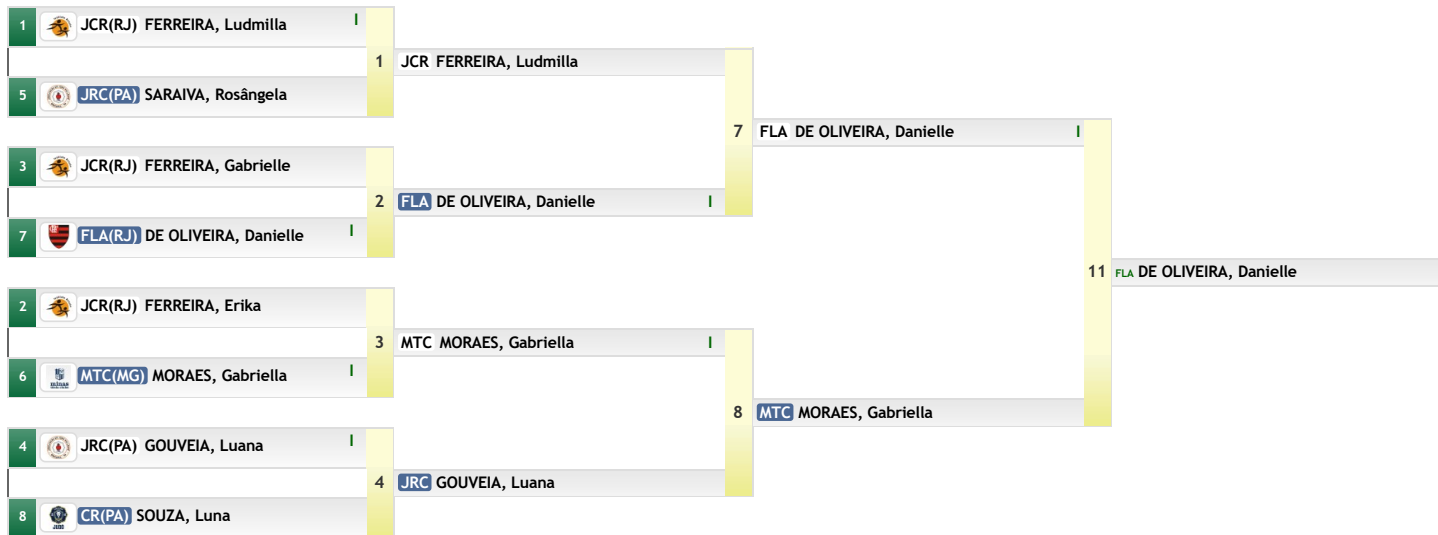 1 JCR(RJ) FERREIRA, Ludmilla I
1 JCR FERREIRA, Ludmilla
5 JRC(PA) SARAIVA, Rosângela
7 FLA DE OLIVEIRA, Danielle I
3 JCR(RJ) FERREIRA, Gabrielle
2 FLA DE OLIVEIRA, Danielle I
7 FLA(RJ) DE OLIVEIRA, Danielle I
11 FLA DE OLIVEIRA, Danielle
2 JCR(RJ) FERREIRA, Erika
3 MTC MORAES, Gabriella I
6 MTC(MG) MORAES, Gabriella I
8 MTC MORAES, Gabriella
4 JRC(PA) GOUVEIA, Luana I
4 JRC GOUVEIA, Luana
8 CR(PA) SOUZA, Luna